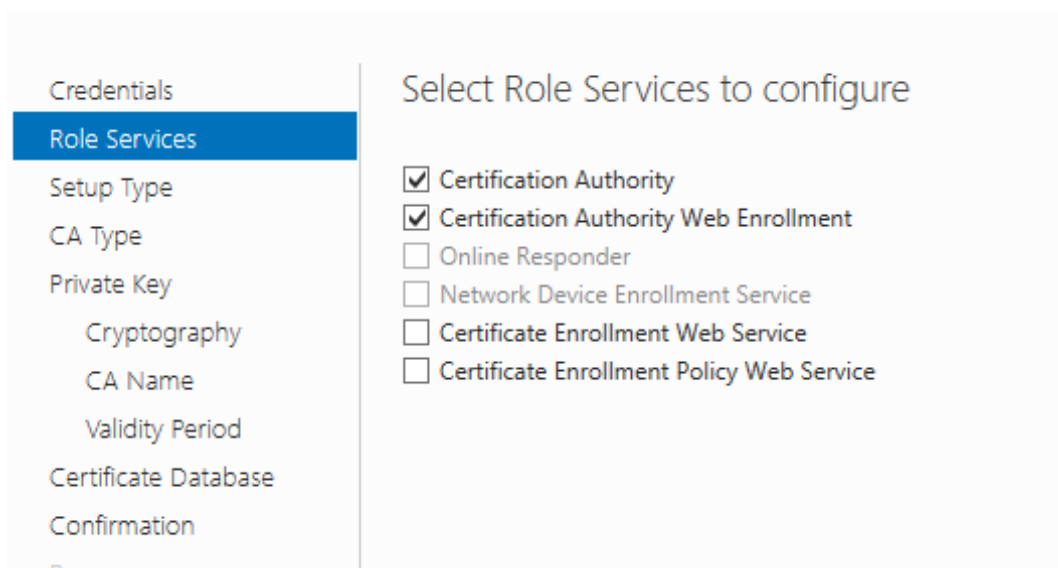 Credentials
Role Services
Setup Type
CA Type
Private Key
Cryptography
CA Name
Validity Period
Certificate Database
Confirmation
Select Role Services to configure
Certification Authority
Certification Authority Web Enrollment
Online Responder
Network Device Enrollment Service
Certificate Enrollment Web Service
Certificate Enrollment Policy Web Service